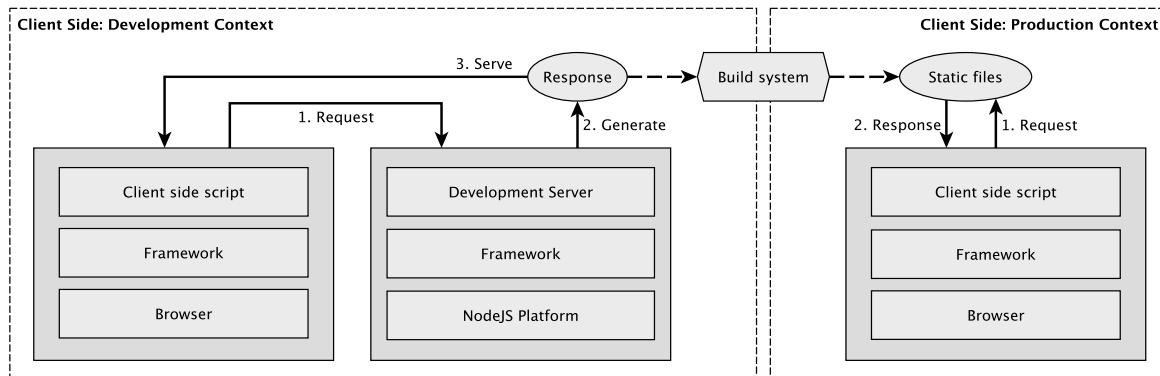 Client Side: Development Context
Client Side: Production Context
3. Serve
Response
Build system
Static files
1. Request
2. Generate
2. Response
1. Request
Client side script
Development Server
Client side script
Framework
Framework
Framework
Browser
NodeJS Platform
Browser